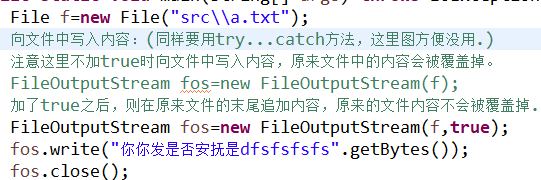 File f=new File("src\\a.txt");
向文件中写入内容：(同样要用try...catch方法，这里图方便没用.)
注意这里不加true时向文件中写入内容，原来文件中的内容会被覆盖掉。
FileOutputStream fos=new FileOutputStream(f);
加了true之后，则在原来文件的末尾追加内容，原来的文件内容不会被覆盖掉.
FileOutputStream fos=new FileOutputStream(f,true);
fos.write("你你发是否安抚是dfsfsfsfs".getBytes());
fos.close();